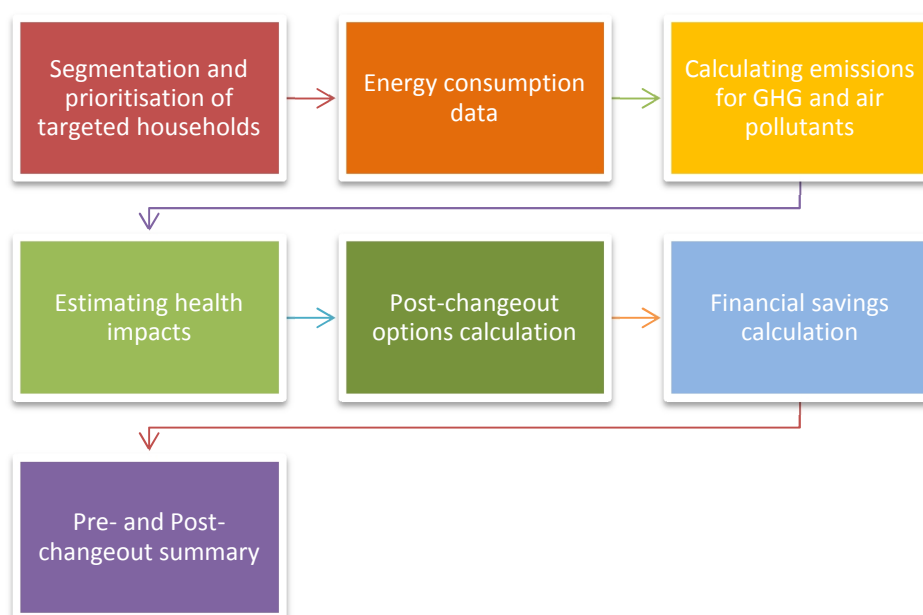 Segmentation and
prioritisation of
targeted households
Energy consumption
data
Calculating emissions
for GHG and air
pollutants
Estimating health
impacts
Post-changeout
options calculation
Financial savings
calculation
Pre- and Post-
changeout summary